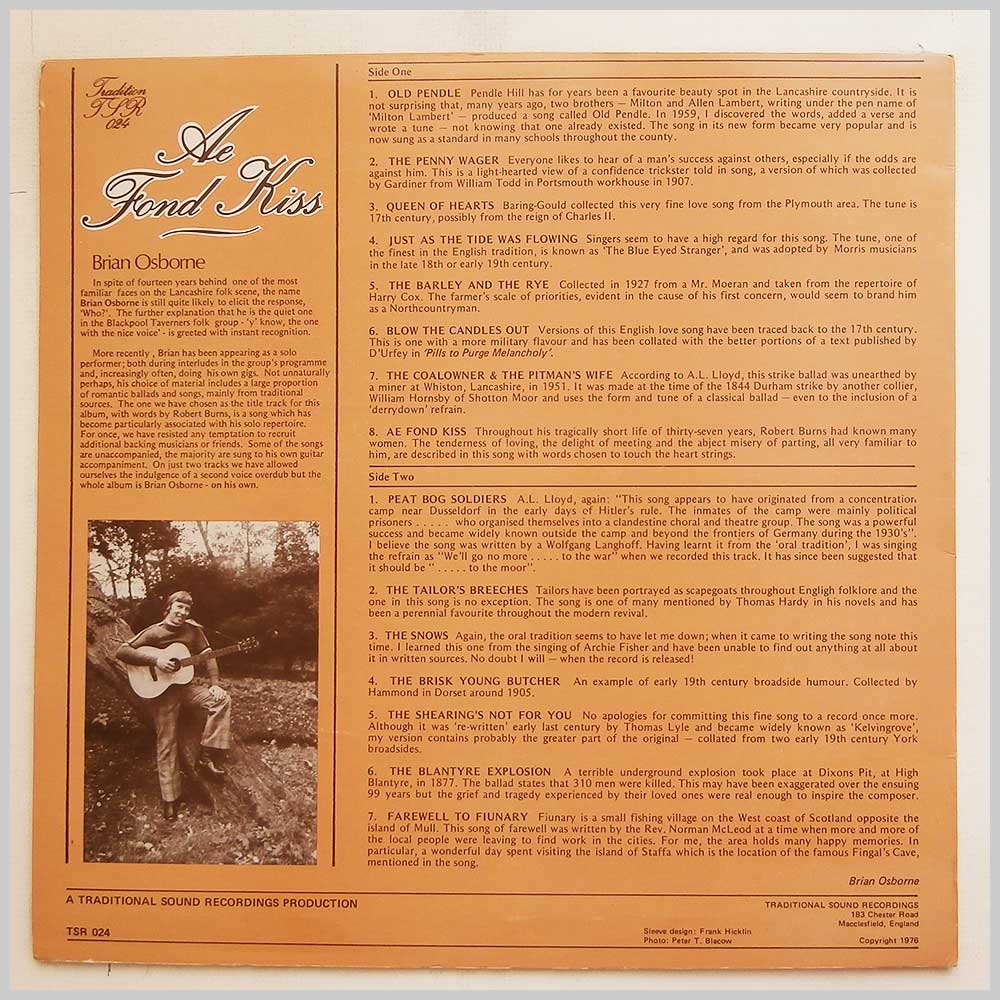 Tradition
TSR
024
Ae
Fond Kiss
Brian Osborne
In spite of fourteen years behind one of the most
familiar faces on the Lancashire folk scene, the name
Brian Osborne is still quite likely to elicit the response,
'Who?'. The further explanation that he is the quiet one
in the Blackpool Taverners folk group - 'y' know, the one
with the nice voice' - is greeted with instant recognition.
More recently , Brian has been appearing as a solo
performer; both during interludes in the group's programme
and, increasingly often, doing his own gigs. Not unnaturally
perhaps, his choice of material includes a large proportion
of romantic ballads and songs, mainly from traditional
sources. The one we have chosen as the title track for this
album, with words by Robert Burns, is a song which has
become particularly associated with his solo repertoire.
For once, we have resisted any temptation to recruit
additional backing musicians or friends. Some of the songs
are unaccompanied, the majority are sung to his own guitar
accompaniment. On just two tracks we have allowed
ourselves the indulgence of a second voice overdub but the
whole album is Brian Osborne - on his own.
Side One
1. OLD PENDLE Pendle Hill has for years been a favourite beauty spot in the Lancashire countryside. It is
not surprising that, many years ago, two brothers — Milton and Allen Lambert, writing under the pen name of
'Milton Lambert' — produced a song called Old Pendle. In 1959, I discovered the words, added a verse and
wrote a tune — not knowing that one already existed. The song in its new form became very popular and is
now sung as a standard in many schools throughout the county.
2. THE PENNY WAGER Everyone likes to hear of a man's success against others, especially if the odds are
against him. This is a light-hearted view of a confidence trickster told in song, a version of which was collected
by Gardiner from William Todd in Portsmouth workhouse in 1907.
3. QUEEN OF HEARTS Baring-Gould collected this very fine love song from the Plymouth area. The tune is
17th century, possibly from the reign of Charles II.
4. JUST AS THE TIDE WAS FLOWING Singers seem to have a high regard for this song. The tune, one of
the finest in the English tradition, is known as 'The Blue Eyed Stranger', and was adopted by Morris musicians
in the late 18th or early 19th century.
5. THE BARLEY AND THE RYE Collected in 1927 from a Mr. Moeran and taken from the repertoire of
Harry Cox. The farmer's scale of priorities, evident in the cause of his first concern, would seem to brand him
as a Northcountryman.
6. BLOW THE CANDLES OUT Versions of this English love song have been traced back to the 17th century.
This is one with a more military flavour and has been collated with the better portions of a text published by
D'Urfey in 'Pills to Purge Melancholy'.
7. THE COALOWNER & THE PITMAN'S WIFE According to A.L. Lloyd, this strike ballad was unearthed by
a miner at Whiston, Lancashire, in 1951. It was made at the time of the 1844 Durham strike by another collier,
William Hornsby of Shotton Moor and uses the form and tune of a classical ballad — even to the inclusion of a
'derrydown' refrain.
8. AE FOND KISS Throughout his tragically short life of thirty-seven years, Robert Burns had known many
women. The tenderness of loving, the delight of meeting and the abject misery of parting, all very familiar to
him, are described in this song with words chosen to touch the heart strings.
Side Two
1. PEAT BOG SOLDIERS A.L. Lloyd, again: "This song appears to have originated from a concentration
camp near Dusseldorf in the early days of Hitler's rule. The inmates of the camp were mainly political
prisoners . . . . . who organised themselves into a clandestine choral and theatre group. The song was a powerful
success and became widely known outside the camp and beyond the frontiers of Germany during the 1930's".
I believe the song was written by a Wolfgang Langhoff. Having learnt it from the 'oral tradition', I was singing
the refrain as "We'll go no more . . . . . to the war" when we recorded this track. It has since been suggested that
it should be " . . . . . to the moor".
2. THE TAILOR'S BREECHES Tailors have been portrayed as scapegoats throughout Engligh folklore and the
one in this song is no exception. The song is one of many mentioned by Thomas Hardy in his novels and has
been a perennial favourite throughout the modern revival.
3. THE SNOWS Again, the oral tradition seems to have let me down; when it came to writing the song note this
time. I learned this one from the singing of Archie Fisher and have been unable to find out anything at all about
it in written sources. No doubt I will — when the record is released!
4. THE BRISK YOUNG BUTCHER An example of early 19th century broadside humour. Collected by
Hammond in Dorset around 1905.
5. THE SHEARING'S NOT FOR YOU No apologies for committing this fine song to a record once more.
Although it was 're-written' early last century by Thomas Lyle and became widely known as 'Kelvingrove',
my version contains probably the greater part of the original — collated from two early 19th century York
broadsides.
6. THE BLANTYRE EXPLOSION A terrible underground explosion took place at Dixons Pit, at High
Blantyre, in 1877. The ballad states that 310 men were killed. This may have been exaggerated over the ensuing
99 years but the grief and tragedy experienced by their loved ones were real enough to inspire the composer.
7. FAREWELL TO FIUNARY Fiunary is a small fishing village on the West coast of Scotland opposite the
island of Mull. This song of farewell was written by the Rev. Norman McLeod at a time when more and more of
the local people were leaving to find work in the cities. For me, the area holds many happy memories. In
particular, a wonderful day spent visiting the island of Staffa which is the location of the famous Fingal's Cave,
mentioned in the song.
Brian Osborne
A TRADITIONAL SOUND RECORDINGS PRODUCTION
TSR 024
Sleeve design: Frank Hicklin
Photo: Peter T. Blacow
TRADITIONAL SOUND RECORDINGS
183 Chester Road
Macclesfield, England
Copyright 1976